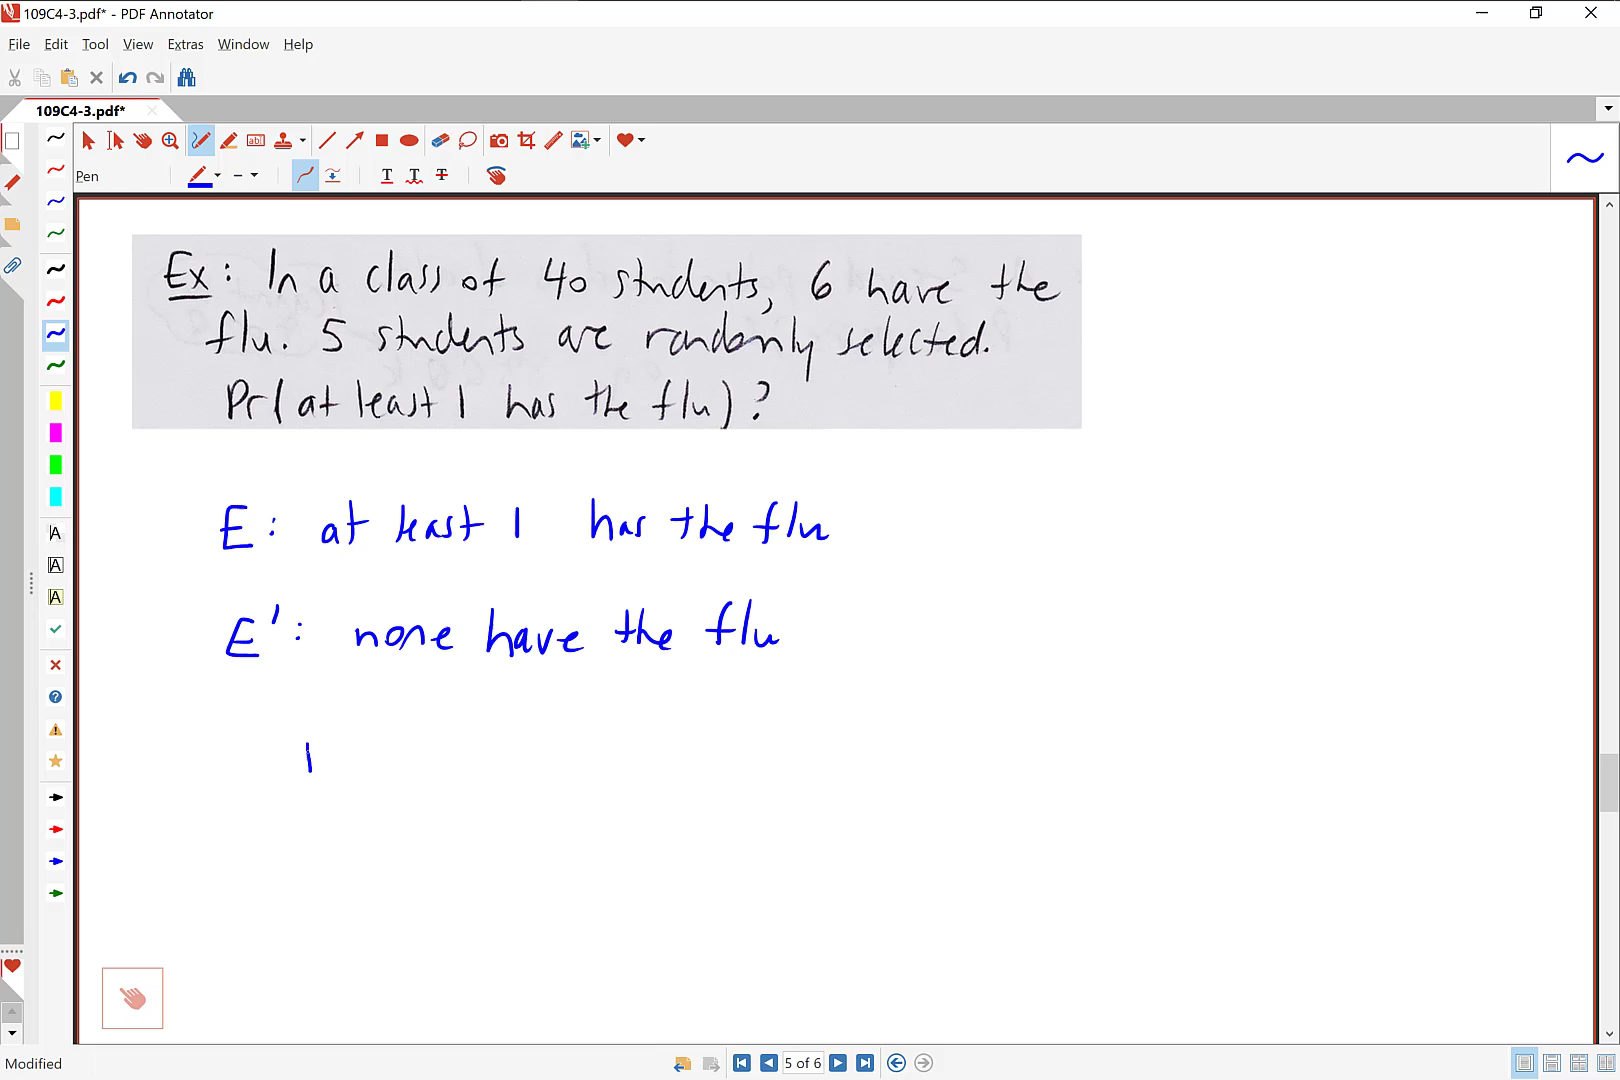 109C4-3.pdf* - PDF Annotator
File Edit Tool View Extras Window Help
109C4-3.pdf*
Pen
Ex: In a class of 40 students, 6 have the
flu. 5 students are randomly selected.
Pr(at least 1 has the flu)?
E: at least 1 has the flu
E': none have the flu
A
A
A
5 of 6
Modified